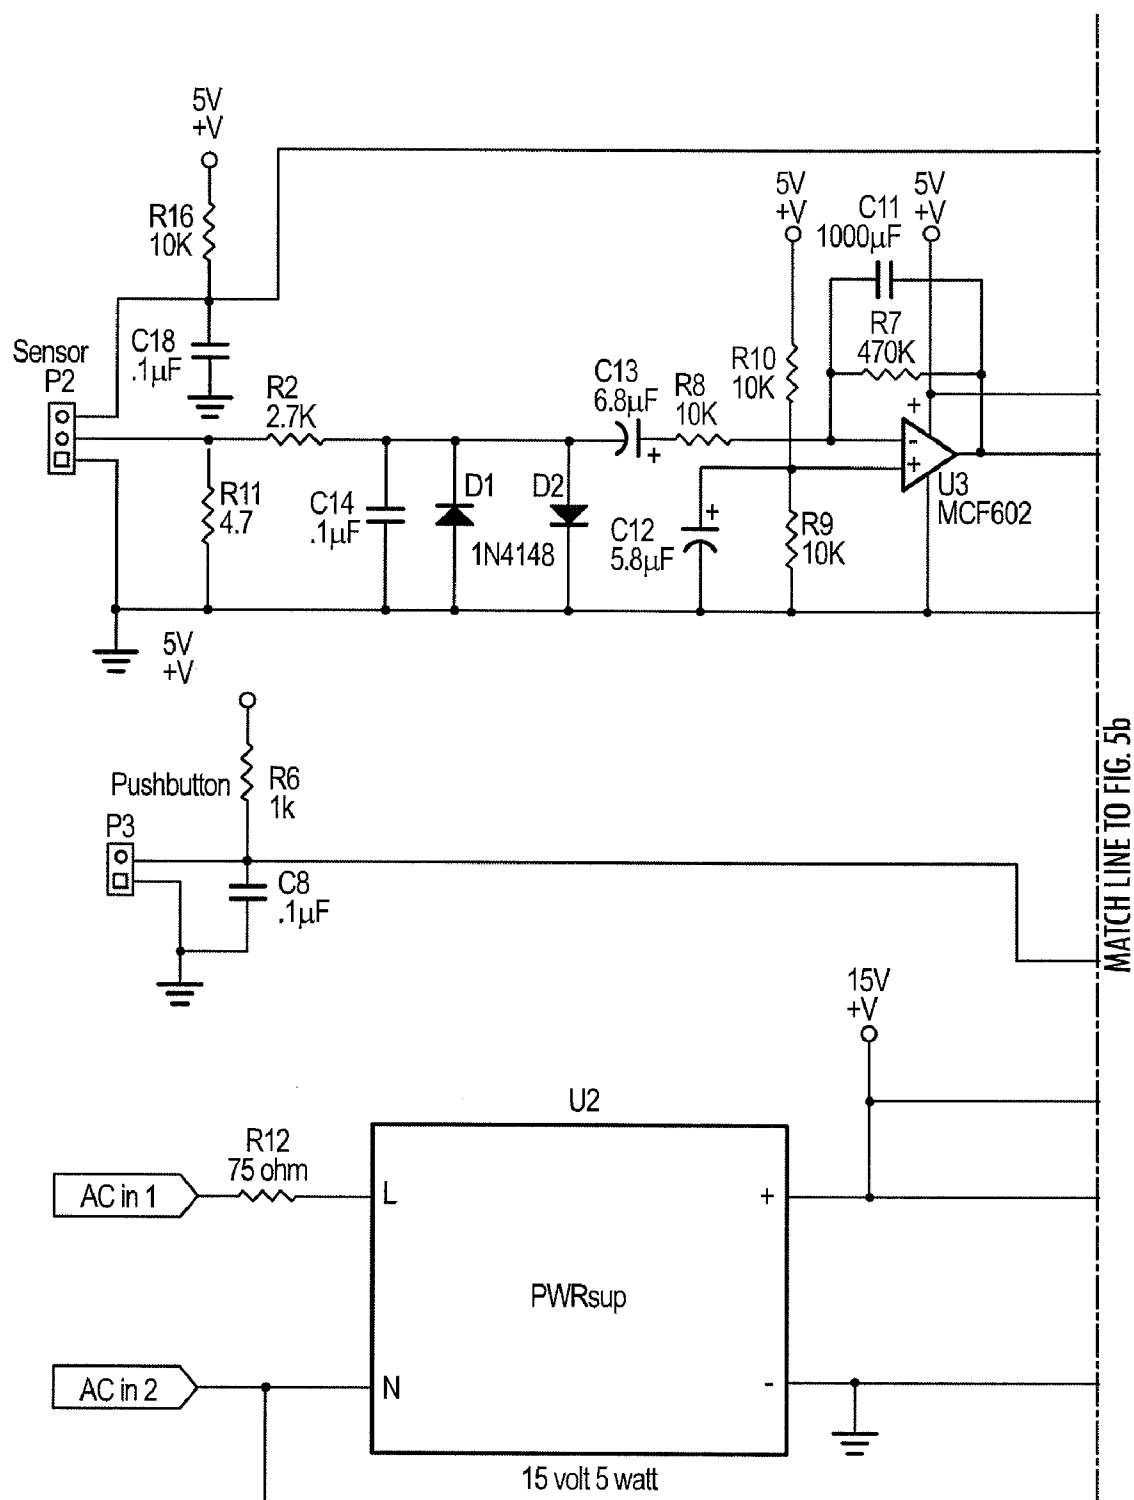 5V
+V
R16
10K
C18
.1µF
Sensor
P2
R2
2.7K
R11
4.7
C14
.1µF
D1
D2
1N4148
C13
6.8µF
+
R8
10K
5V
+V
R10
10K
C12
5.8µF
+
R9
10K
C11
1000µF
5V
+V
R7
470K
+
-
+
U3
MCF602
5V
+V
Pushbutton
P3
R6
1k
C8
.1µF
MATCH LINE TO FIG. 5b
15V
+V
U2
R12
75 ohm
AC in 1
L
+
PWRsup
AC in 2
N
-
15 volt 5 watt